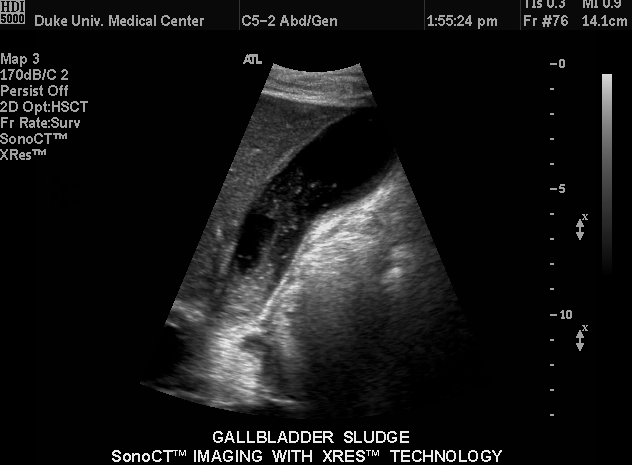 HDI 5000
Duke Univ. Medical Center
C5-2 Abd/Gen
1:55:24 pm
TIs 0.3
MI 0.9
Fr #76
14.1cm
Map 3
170dB/C 2
Persist Off
2D Opt:HSCT
Fr Rate:Surv
SonoCT™
XRes™
ATL
0
5
x
10
x
GALLBLADDER SLUDGE
SonoCT™ IMAGING WITH XRES™ TECHNOLOGY